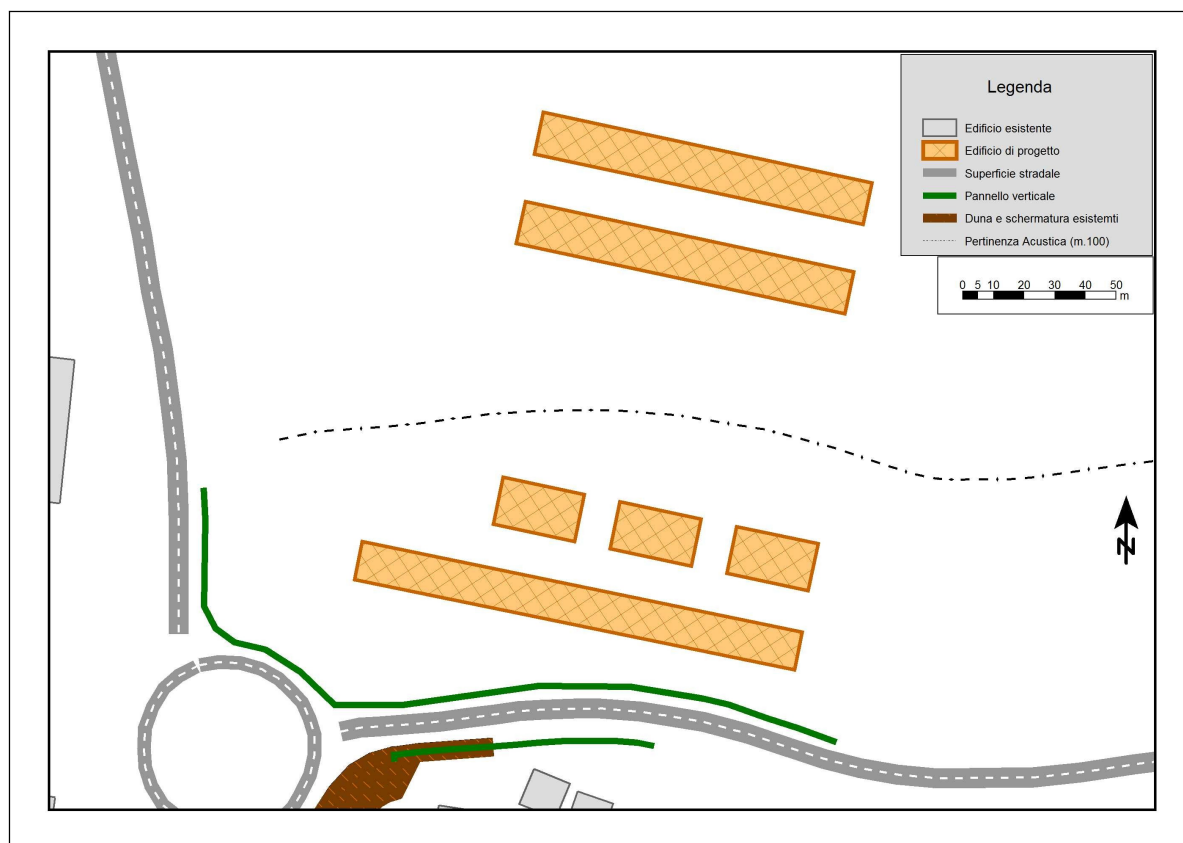 Legenda
Edificio esistente
Edificio di progetto
Superficie stradale
Pannello verticale
Duna e schermatura esistemti
Pertinenza Acustica (m.100)
0 5 10 20 30 40 50
m
N